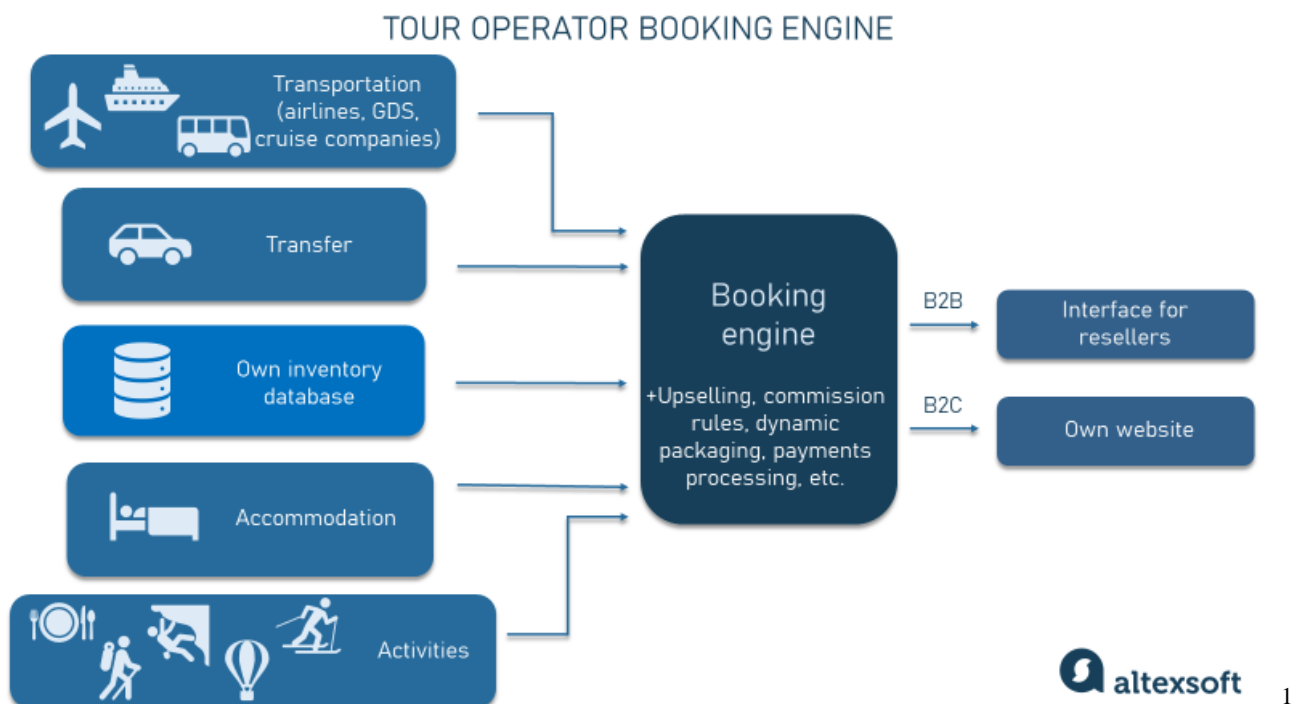 TOUR OPERATOR BOOKING ENGINE
Transportation
(airlines, GDS,
cruise companies)
Transfer
Own inventory
database
Accommodation
Activities
Booking
engine
+Upselling, commission
rules, dynamic
packaging, payments
processing, etc.
B2B
Interface for
resellers
B2C
Own website
altexsoft
1